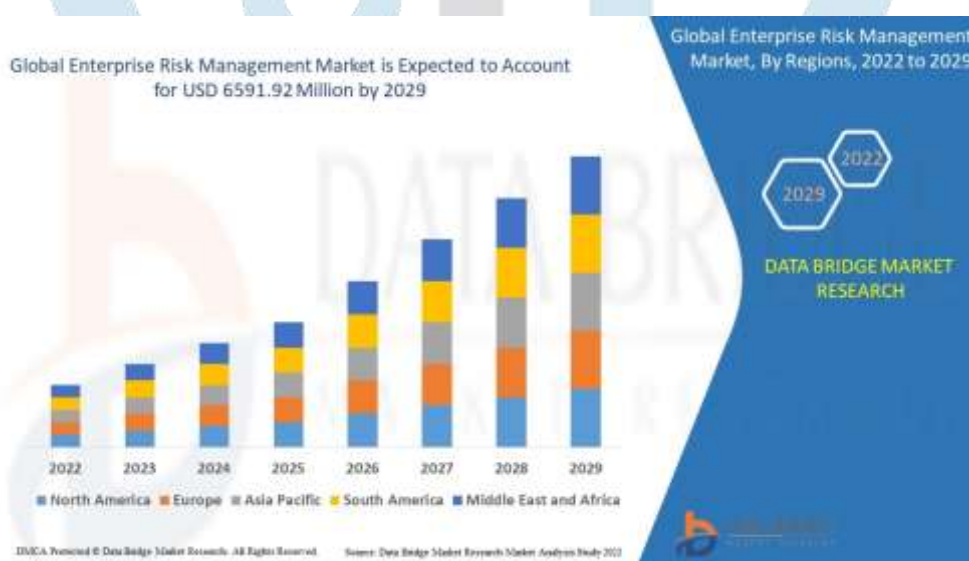 Global Enterprise Risk Management Market is Expected to Account
for USD 6591.92 Million by 2029
Global Enterprise Risk Management
Market, By Regions, 2022 to 2029
2022
2029
DATA BRIDGE MARKET
RESEARCH
DATA BRIDGE
2022 2023 2024 2025 2026 2027 2028 2029
North America Europe Asia Pacific South America Middle East and Africa
DMCA Protected © Data Bridge Market Research. All Rights Reserved.
Source: Data Bridge Market Research Market Analysis Study 2022